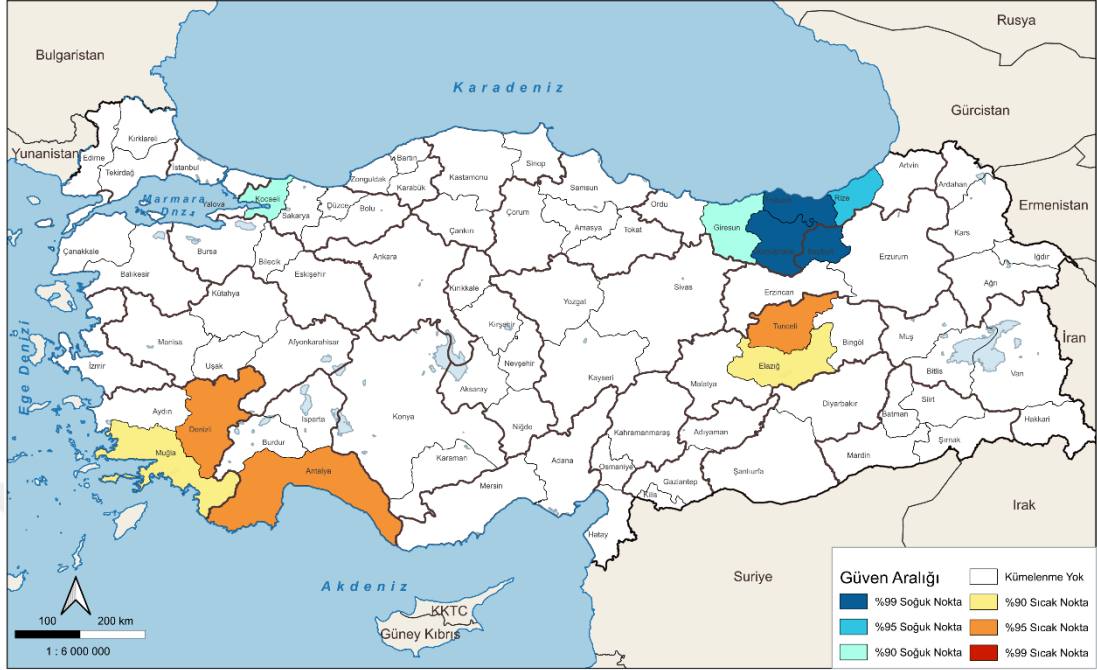 Rusya
Bulgaristan
Karadeniz
Gürcistan
Kırklareli
Yunanistan
Edirne
Tekirdağ
İstanbul
Bartın
Zonguldak
Karabük
Kastamonu
Sinop
Samsun
Artvin
Ardahan
Ermenistan
Marmara
Dnz
Yalova
Kocaeli
Sakarya
Düzce
Bolu
Çankırı
Çorum
Amasya
Tokat
Ordu
Giresun
Rize
Kars
Iğdır
Çanakkale
Balıkesir
Bursa
Bilecik
Eskişehir
Ankara
Kırıkkale
Yozgat
Sivas
Erzincan
Erzurum
Ağrı
Kütahya
Kırşehir
Tunceli
Ege Denizi
Manisa
Uşak
Afyonkarahisar
Nevşehir
Elazığ
Bingöl
Muş
Bitlis
Van
İran
İzmir
Aksaray
Kayseri
Malatya
Diyarbakır
Batman
Siirt
Hakkari
Aydın
Denizli
Isparta
Burdur
Konya
Niğde
Kahramanmaraş
Adıyaman
Şırnak
Mardin
Muğla
Antalya
Karaman
Mersin
Adana
Osmaniye
Gaziantep
Kilis
Şanlıurfa
Hatay
Irak
Suriye
Akdeniz
KKTC
Güney Kıbrıs
100 200 km
1 : 6 000 000
Güven Aralığı
%99 Soğuk Nokta
%95 Soğuk Nokta
%90 Soğuk Nokta
Kümelenme Yok
%90 Sıcak Nokta
%95 Sıcak Nokta
%99 Sıcak Nokta